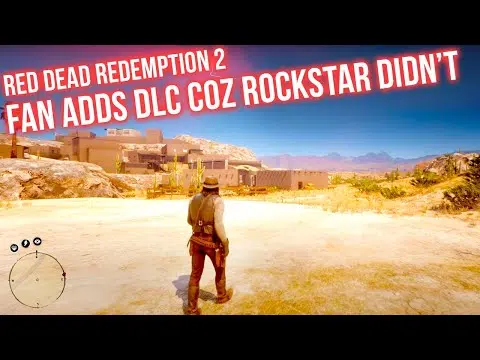 RED DEAD REDEMPTION 2
FAN ADDS DLC COZ ROCKSTAR DIDN'T